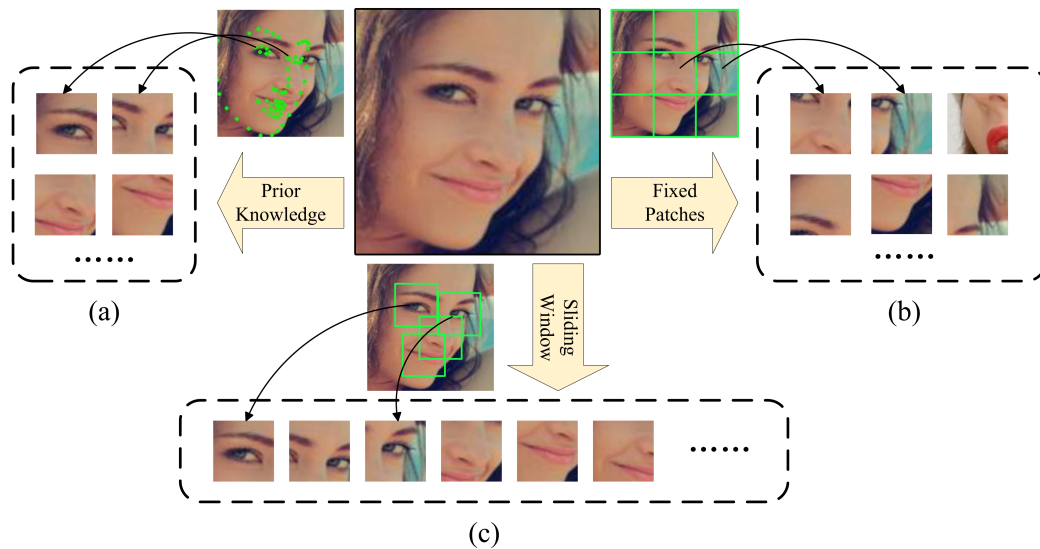 Prior
Knowledge
Fixed
Patches
......
......
(a)
Sliding
Window
(b)
......
(c)